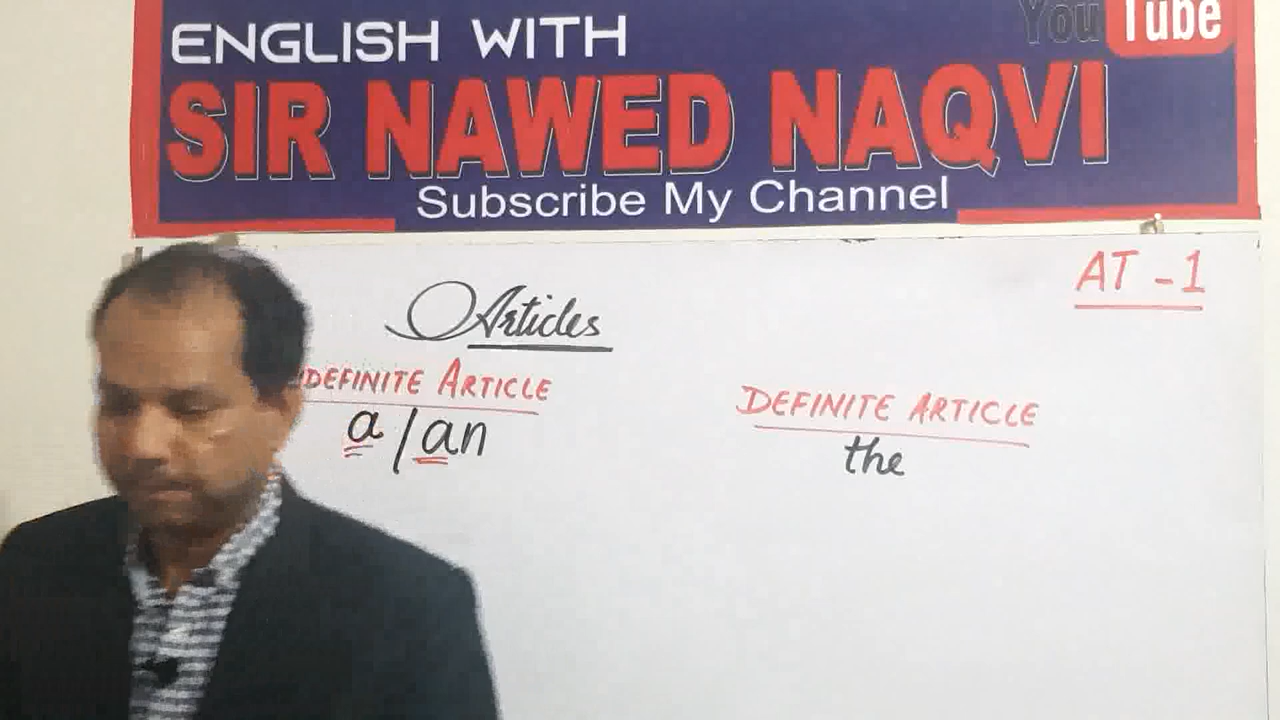 ENGLISH WITH
You Tube
SIR NAWED NAQVI
Subscribe My Channel
AT - 1
Articles
DEFINITE ARTICLE
a / an
DEFINITE ARTICLE
the